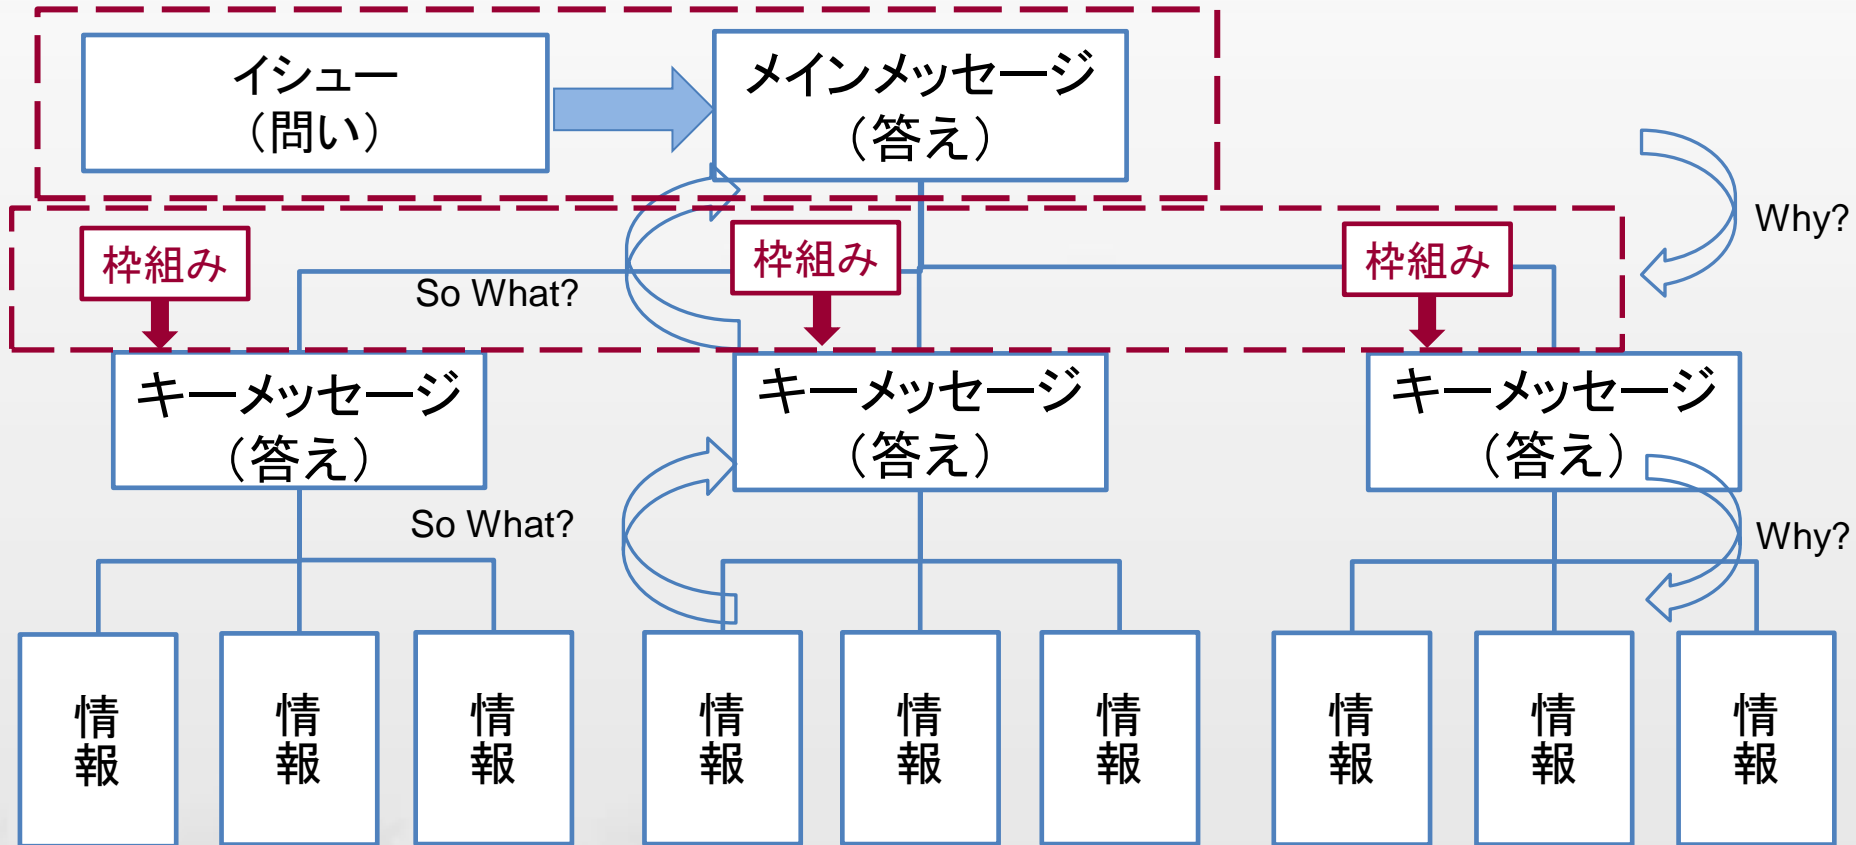 イシュー
（問い）
メインメッセージ
（答え）
Why?
枠組み
枠組み
枠組み
So What?
キーメッセージ
（答え）
キーメッセージ
（答え）
キーメッセージ
（答え）
So What?
Why?
情
報
情
報
情
報
情
報
情
報
情
報
情
報
情
報
情
報